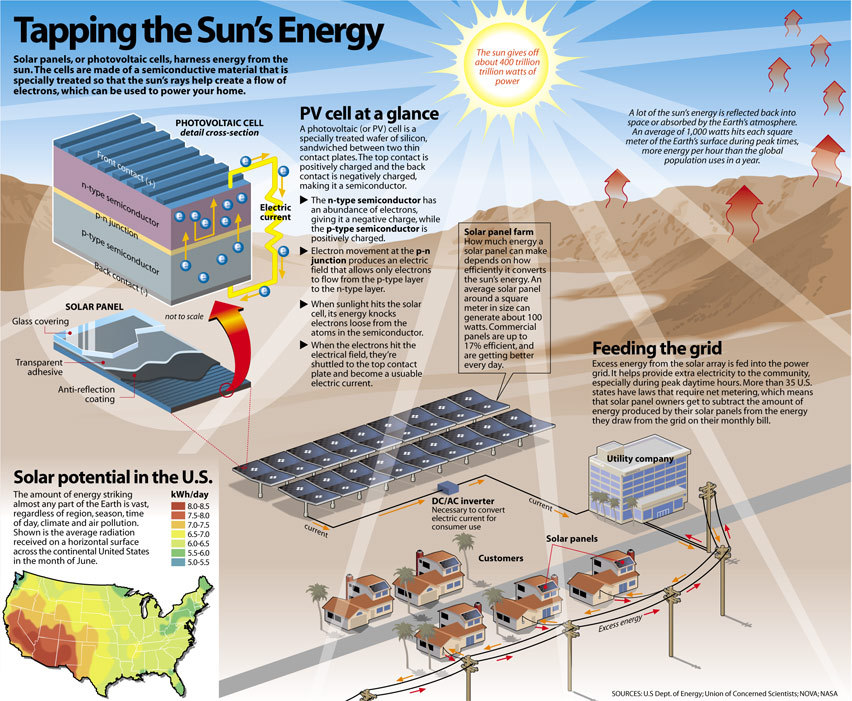 Tapping the Sun's Energy
Solar panels, or photovoltaic cells, harness energy from the
sun. The cells are made of a semiconductive material that is
specially treated so that the sun's rays help create a flow of
electrons, which can be used to power your home.
The sun gives off
about 400 trillion
trillion watts of
power
A lot of the sun's energy is reflected back into
space or absorbed by the Earth's atmosphere.
An average of 1,000 watts hits each square
meter of the Earth's surface during peak times,
more energy per hour than the global
population uses in a year.
PHOTOVOLTAIC CELL
detail cross-section
Front contact (+)
n-type semiconductor
p-n junction
p-type semiconductor
Back contact (-)
e e e e e e e e e e e e
Electric
current
not to scale
SOLAR PANEL
Glass covering
Transparent
adhesive
Anti-reflection
coating
PV cell at a glance
A photovoltaic (or PV) cell is a
specially treated wafer of silicon,
sandwiched between two thin
contact plates. The top contact is
positively charged and the back
contact is negatively charged,
making it a semiconductor.
The n-type semiconductor has
an abundance of electrons,
giving it a negative charge, while
the p-type semiconductor is
positively charged.
Electron movement at the p-n
junction produces an electric
field that allows only electrons
to flow from the p-type layer
to the n-type layer.
When sunlight hits the solar
cell, its energy knocks
electrons loose from the
atoms in the semiconductor.
When the electrons hit the
electrical field, they're
shuttled to the top contact
plate and become a usable
electric current.
Solar panel farm
How much energy a
solar panel can make
depends on how
efficiently it converts
the sun's energy. An
average solar panel
around a square
meter in size can
generate about 100
watts. Commercial
panels are up to
17% efficient, and
are getting better
every day.
Feeding the grid
Excess energy from the solar array is fed into the power
grid. It helps provide extra electricity to the community,
especially during peak daytime hours. More than 35 U.S.
states have laws that require net metering, which means
that solar panel owners get to subtract the amount of
energy produced by their solar panels from the energy
they draw from the grid on their monthly bill.
Utility company
DC/AC inverter
Necessary to convert
electric current for
consumer use
current
current
Customers
Solar panels
Excess energy
Solar potential in the U.S.
The amount of energy striking
almost any part of the Earth is vast,
regardless of region, season, time
of day, climate and air pollution.
Shown is the average radiation
received on a horizontal surface
across the continental United States
in the month of June.
kWh/day
8.0-8.5
7.5-8.0
7.0-7.5
6.5-7.0
6.0-6.5
5.5-6.0
5.0-5.5
SOURCES: U.S Dept. of Energy; Union of Concerned Scientists; NOVA; NASA